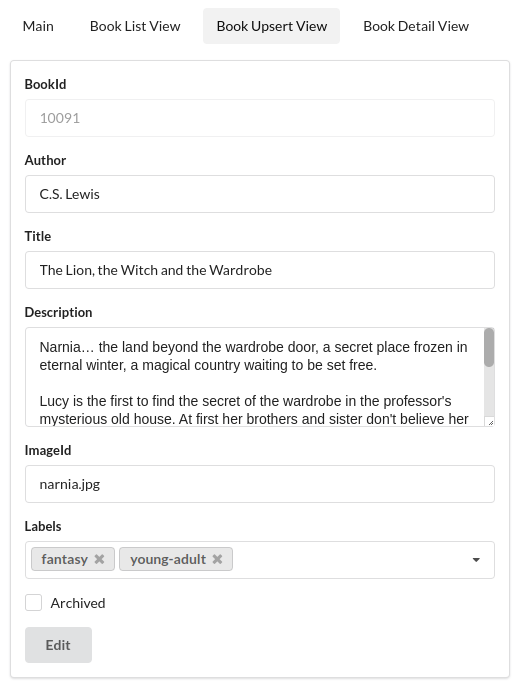 Main Book List View Book Upsert View Book Detail View
BookId
10091
Author
C.S. Lewis
Title
The Lion, the Witch and the Wardrobe
Description
Narnia… the land beyond the wardrobe door, a secret place frozen in
eternal winter, a magical country waiting to be set free.
Lucy is the first to find the secret of the wardrobe in the professor's
mysterious old house. At first her brothers and sister don't believe her
ImageId
narnia.jpg
Labels
fantasy young-adult
Archived
Edit